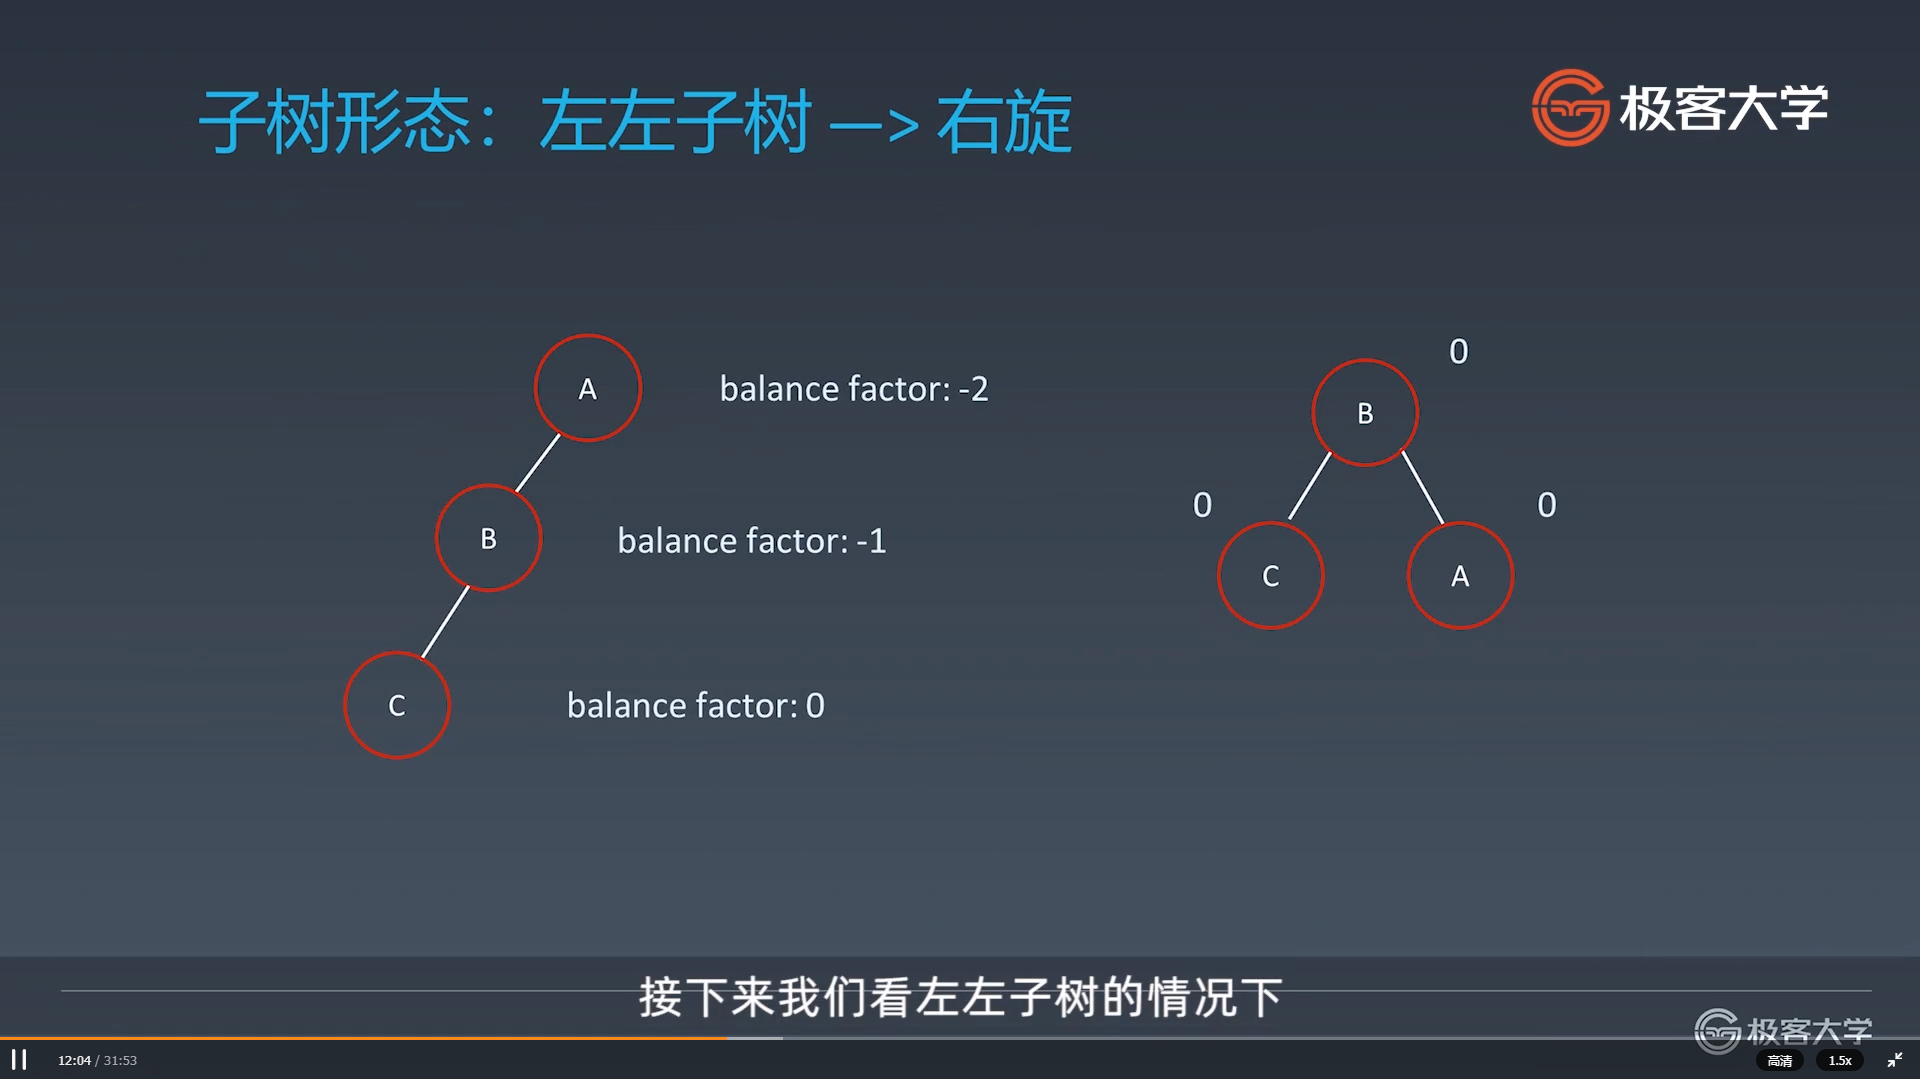 子树形态：左左子树 —> 右旋
极客大学
A
balance factor: -2
B
balance factor: -1
C
balance factor: 0
0
B
0
0
C
A
接下来我们看左左子树的情况下
极客大学
12:04 / 31:53
高清
1.5x